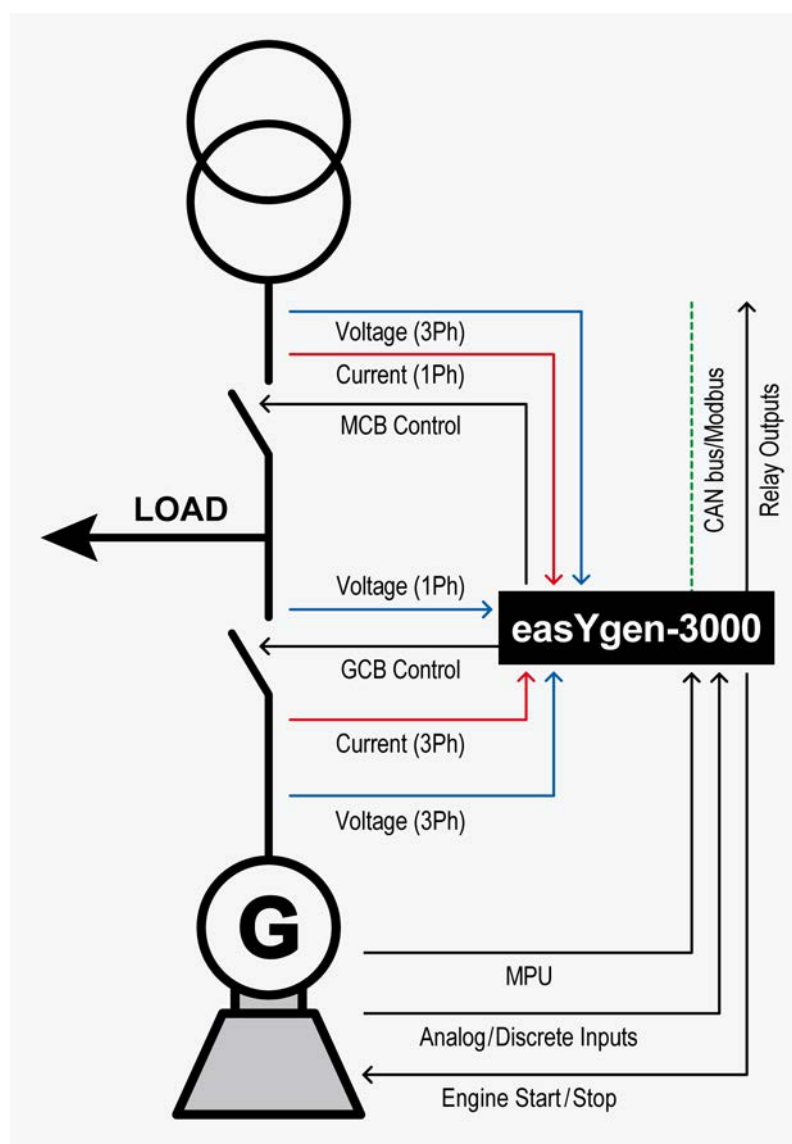 Voltage (3Ph)
Current (1Ph)
MCB Control
CAN bus/Modbus
Relay Outputs
LOAD
Voltage (1Ph)
easYgen-3000
GCB Control
Current (3Ph)
Voltage (3Ph)
G
MPU
Analog/Discrete Inputs
Engine Start/Stop